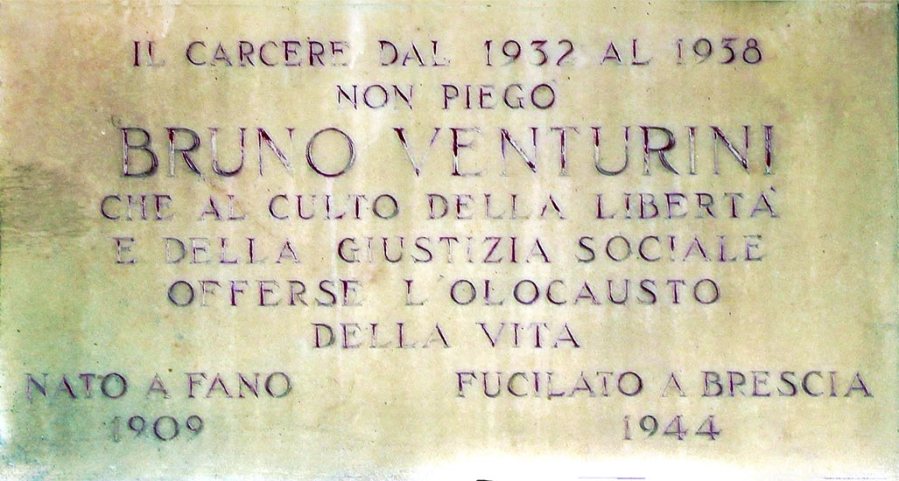 IL CARCERE DAL 1932 AL 1938
NON PIEGÒ
BRUNO VENTURINI
CHE AL CULTO DELLA LIBERTÀ
E DELLA GIUSTIZIA SOCIALE
OFFERSE L'OLOCAUSTO
DELLA VITA
NATO A FANO FUCILATO A BRESCIA
1909 1944